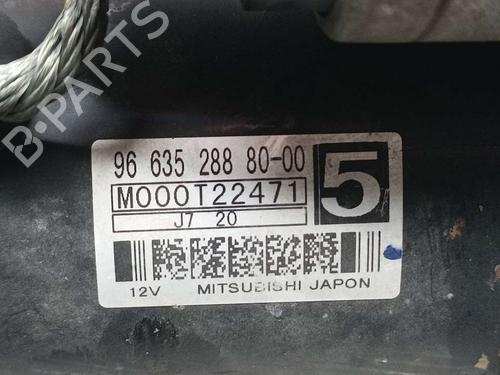 B-PARTS
96 635 288 80-00
5
M000T22471
J7 20
12V MITSUBISHI JAPON